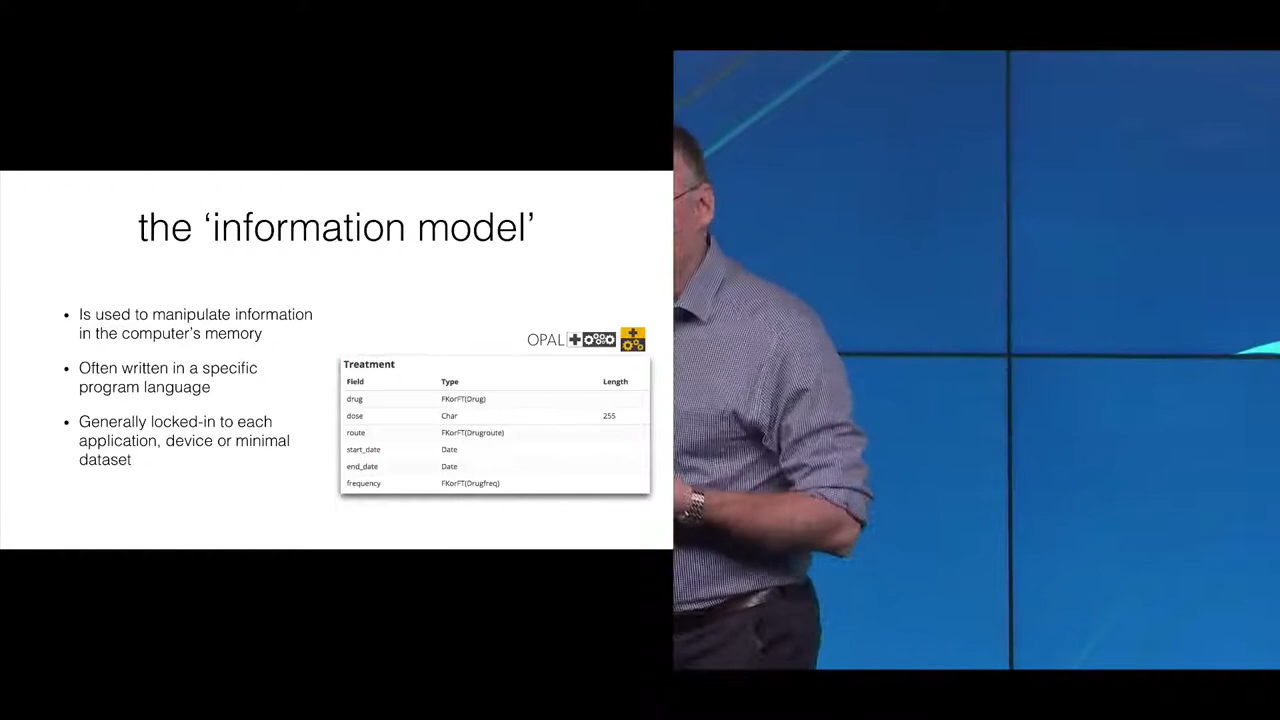 the ‘information model’
• Is used to manipulate information
in the computer’s memory
• Often written in a specific
program language
• Generally locked-in to each
application, device or minimal
dataset
OPAL
Treatment
Field Type Length
drug FKorFT(Drug)
dose Char 255
route FKorFT(Drugroute)
start_date Date
end_date Date
frequency FKorFT(Drugfreq)